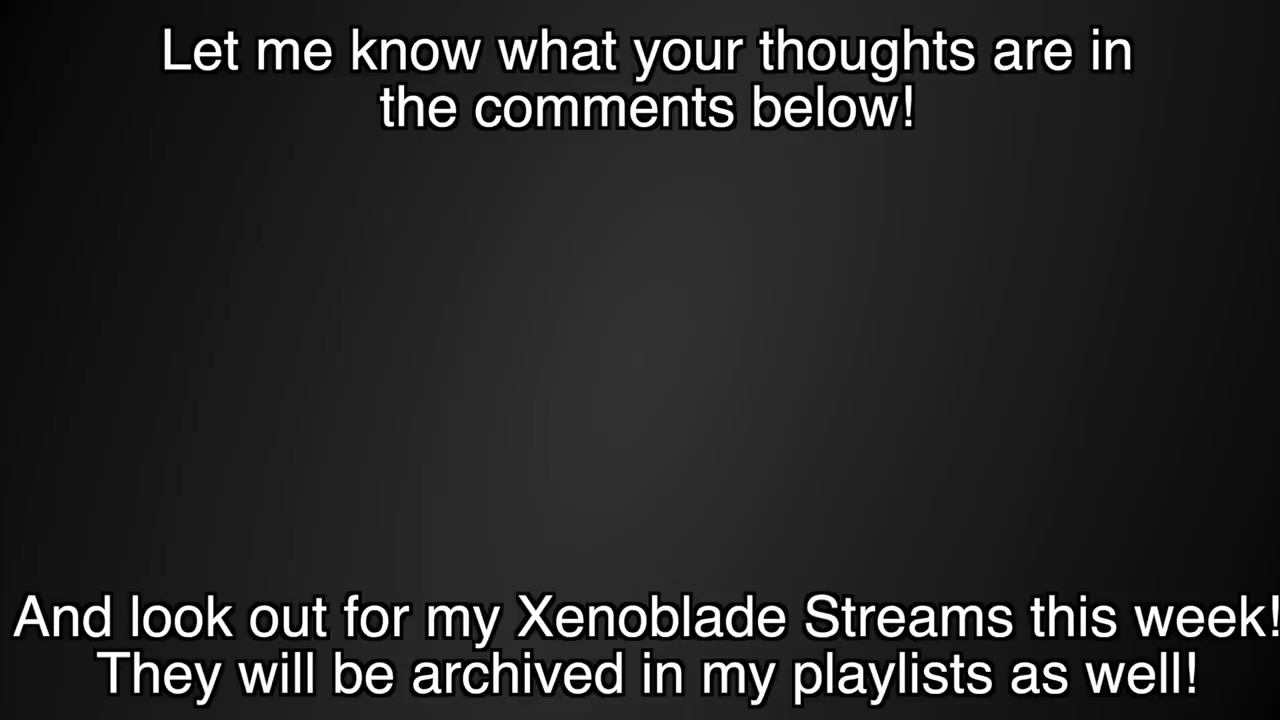 Let me know what your thoughts are in
the comments below!
And look out for my Xenoblade Streams this week!
They will be archived in my playlists as well!